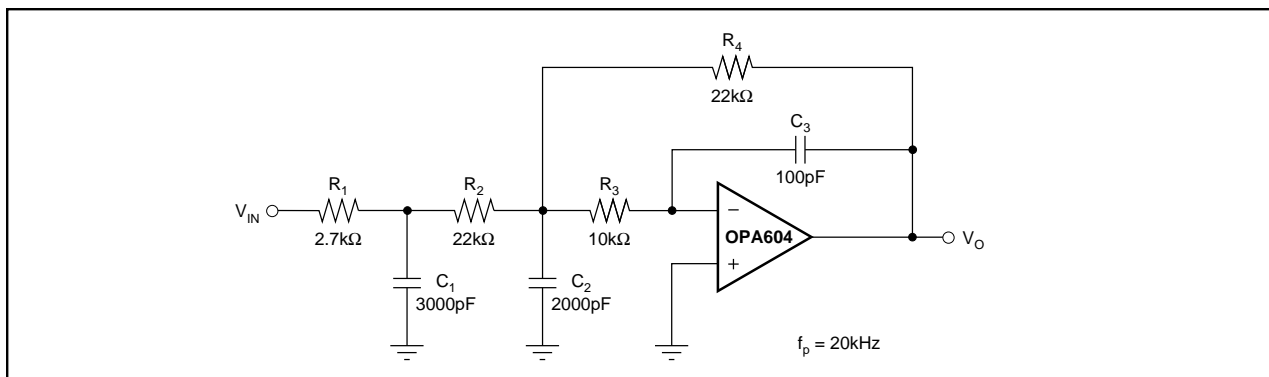 R4
22kΩ
C3
100pF
R1
R2
R3
VIN
2.7kΩ
22kΩ
10kΩ
–
OPA604
+
VO
C1
3000pF
C2
2000pF
fp = 20kHz